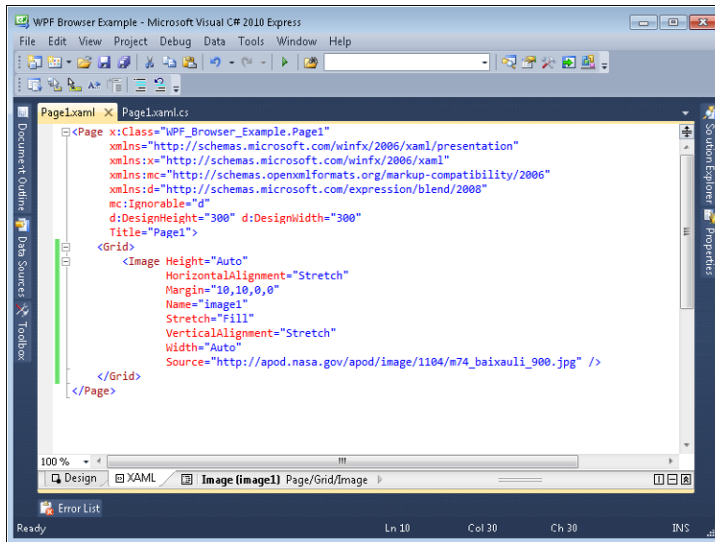 WPF Browser Example - Microsoft Visual C# 2010 Express
File Edit View Project Debug Data Tools Window Help
Page1.xaml Page1.xaml.cs
<Page x:Class="WPF_Browser_Example.Page1"
xmlns="http://schemas.microsoft.com/winfx/2006/xaml/presentation"
xmlns:x="http://schemas.microsoft.com/winfx/2006/xaml"
xmlns:mc="http://schemas.openxmlformats.org/markup-compatibility/2006"
xmlns:d="http://schemas.microsoft.com/expression/blend/2008"
mc:Ignorable="d"
d:DesignHeight="300" d:DesignWidth="300"
Title="Page1">
<Grid>
<Image Height="Auto"
HorizontalAlignment="Stretch"
Margin="10,10,0,0"
Name="image1"
Stretch="Fill"
VerticalAlignment="Stretch"
Width="Auto"
Source="http://apod.nasa.gov/apod/image/1104/m74_baixauli_900.jpg" />
</Grid>
</Page>
Document Outline
Data Sources
Toolbox
Solution Explorer
Properties
100 %
Design XAML Image (image1) Page/Grid/Image
Error List
Ready Ln 10 Col 30 Ch 30 INS